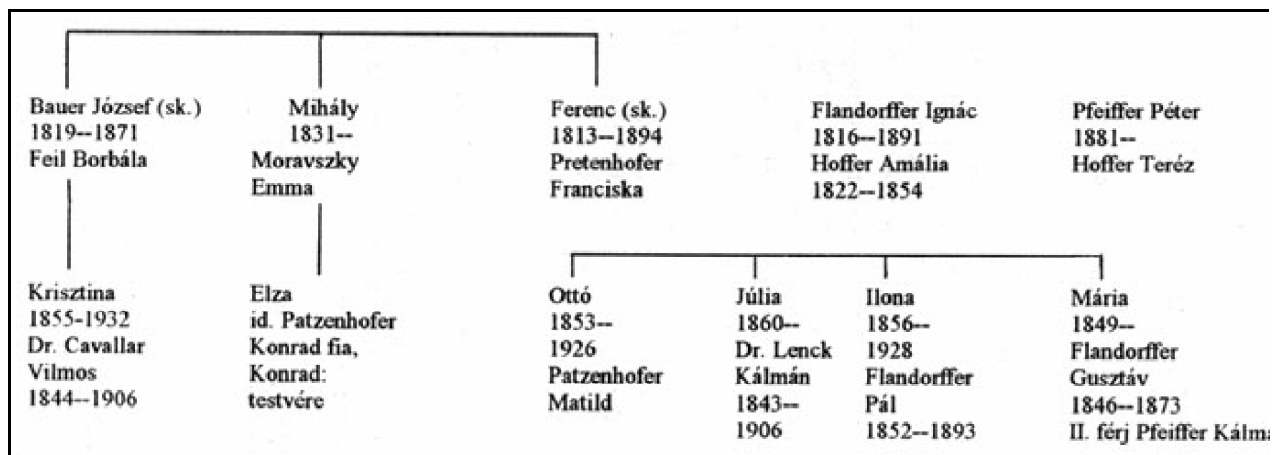 Bauer József (sk.)
1819--1871
Feil Borbála
Mihály
1831--
Moravszky
Emma
Ferenc (sk.)
1813--1894
Pretenhofer
Franciska
Flandorffer Ignác
1816--1891
Hoffer Amália
1822--1854
Pfeiffer Péter
1881--
Hoffer Teréz
Krisztina
1855-1932
Dr. Cavallar
Vilmos
1844--1906
Elza
id. Patzenhofer
Konrad fia,
Konrad:
testvére
Ottó
1853--
1926
Patzenhofer
Matild
Júlia
1860--
Dr. Lenck
Kálmán
1843--
1906
Ilona
1856--
1928
Flandorffer
Pál
1852--1893
Mária
1849--
Flandorffer
Gusztáv
1846--1873
II. férj Pfeiffer Kálmá